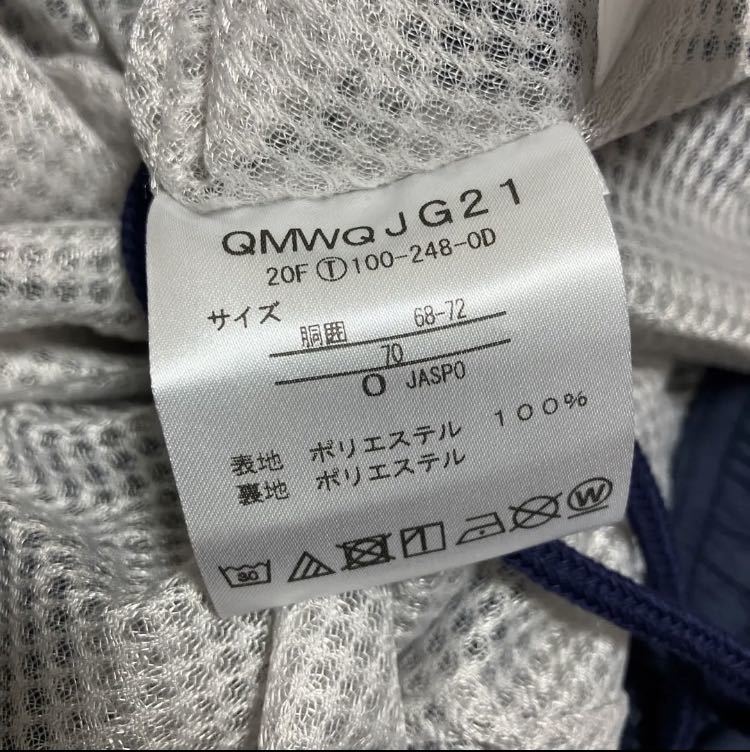 QMWQJG21
20F Ⓣ100-248-0D
サイズ
胴囲 68-72
70
O JASPO
表地 ポリエステル 100%
裏地 ポリエステル
30
W